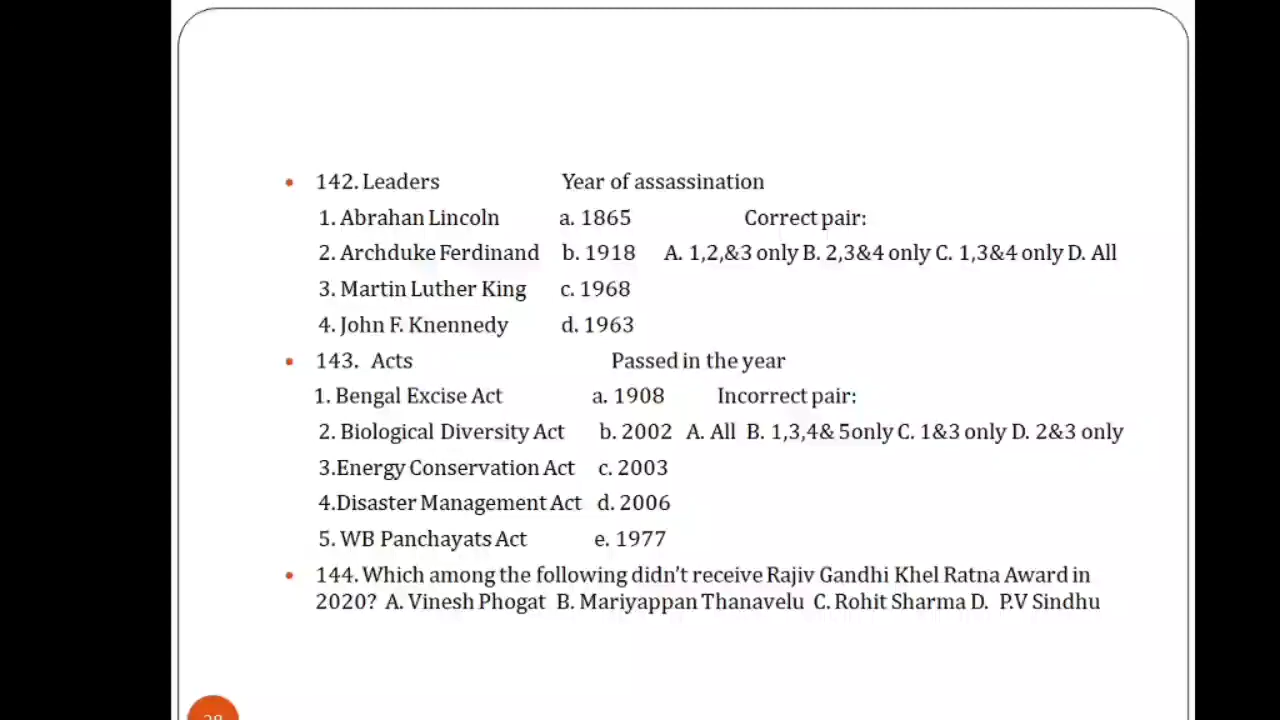 142. Leaders Year of assassination
1. Abrahan Lincoln a. 1865 Correct pair:
2. Archduke Ferdinand b. 1918 A. 1,2,&3 only B. 2,3&4 only C. 1,3&4 only D. All
3. Martin Luther King c. 1968
4. John F. Knennedy d. 1963
143. Acts Passed in the year
1. Bengal Excise Act a. 1908 Incorrect pair:
2. Biological Diversity Act b. 2002 A. All B. 1,3,4& 5only C. 1&3 only D. 2&3 only
3.Energy Conservation Act c. 2003
4.Disaster Management Act d. 2006
5. WB Panchayats Act e. 1977
144. Which among the following didn't receive Rajiv Gandhi Khel Ratna Award in
2020? A. Vinesh Phogat B. Mariyappan Thanavelu C. Rohit Sharma D. P.V Sindhu